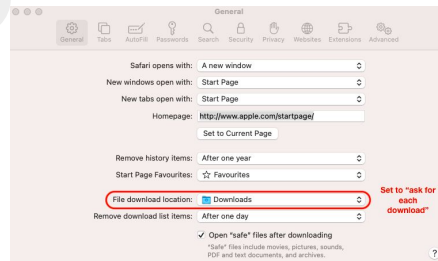 General
General Tabs AutoFill Passwords Search Security Privacy Websites Extensions Advanced
Safari opens with: A new window
New windows open with: Start Page
New tabs open with: Start Page
Homepage: http://www.apple.com/startpage/
Set to Current Page
Remove history items: After one year
Start Page Favourites: Favourites
File download location: Downloads
Set to "ask for
each
download"
Remove download list items: After one day
Open "safe" files after downloading
"Safe" files include movies, pictures, sounds,
PDF and text documents, and archives.
?